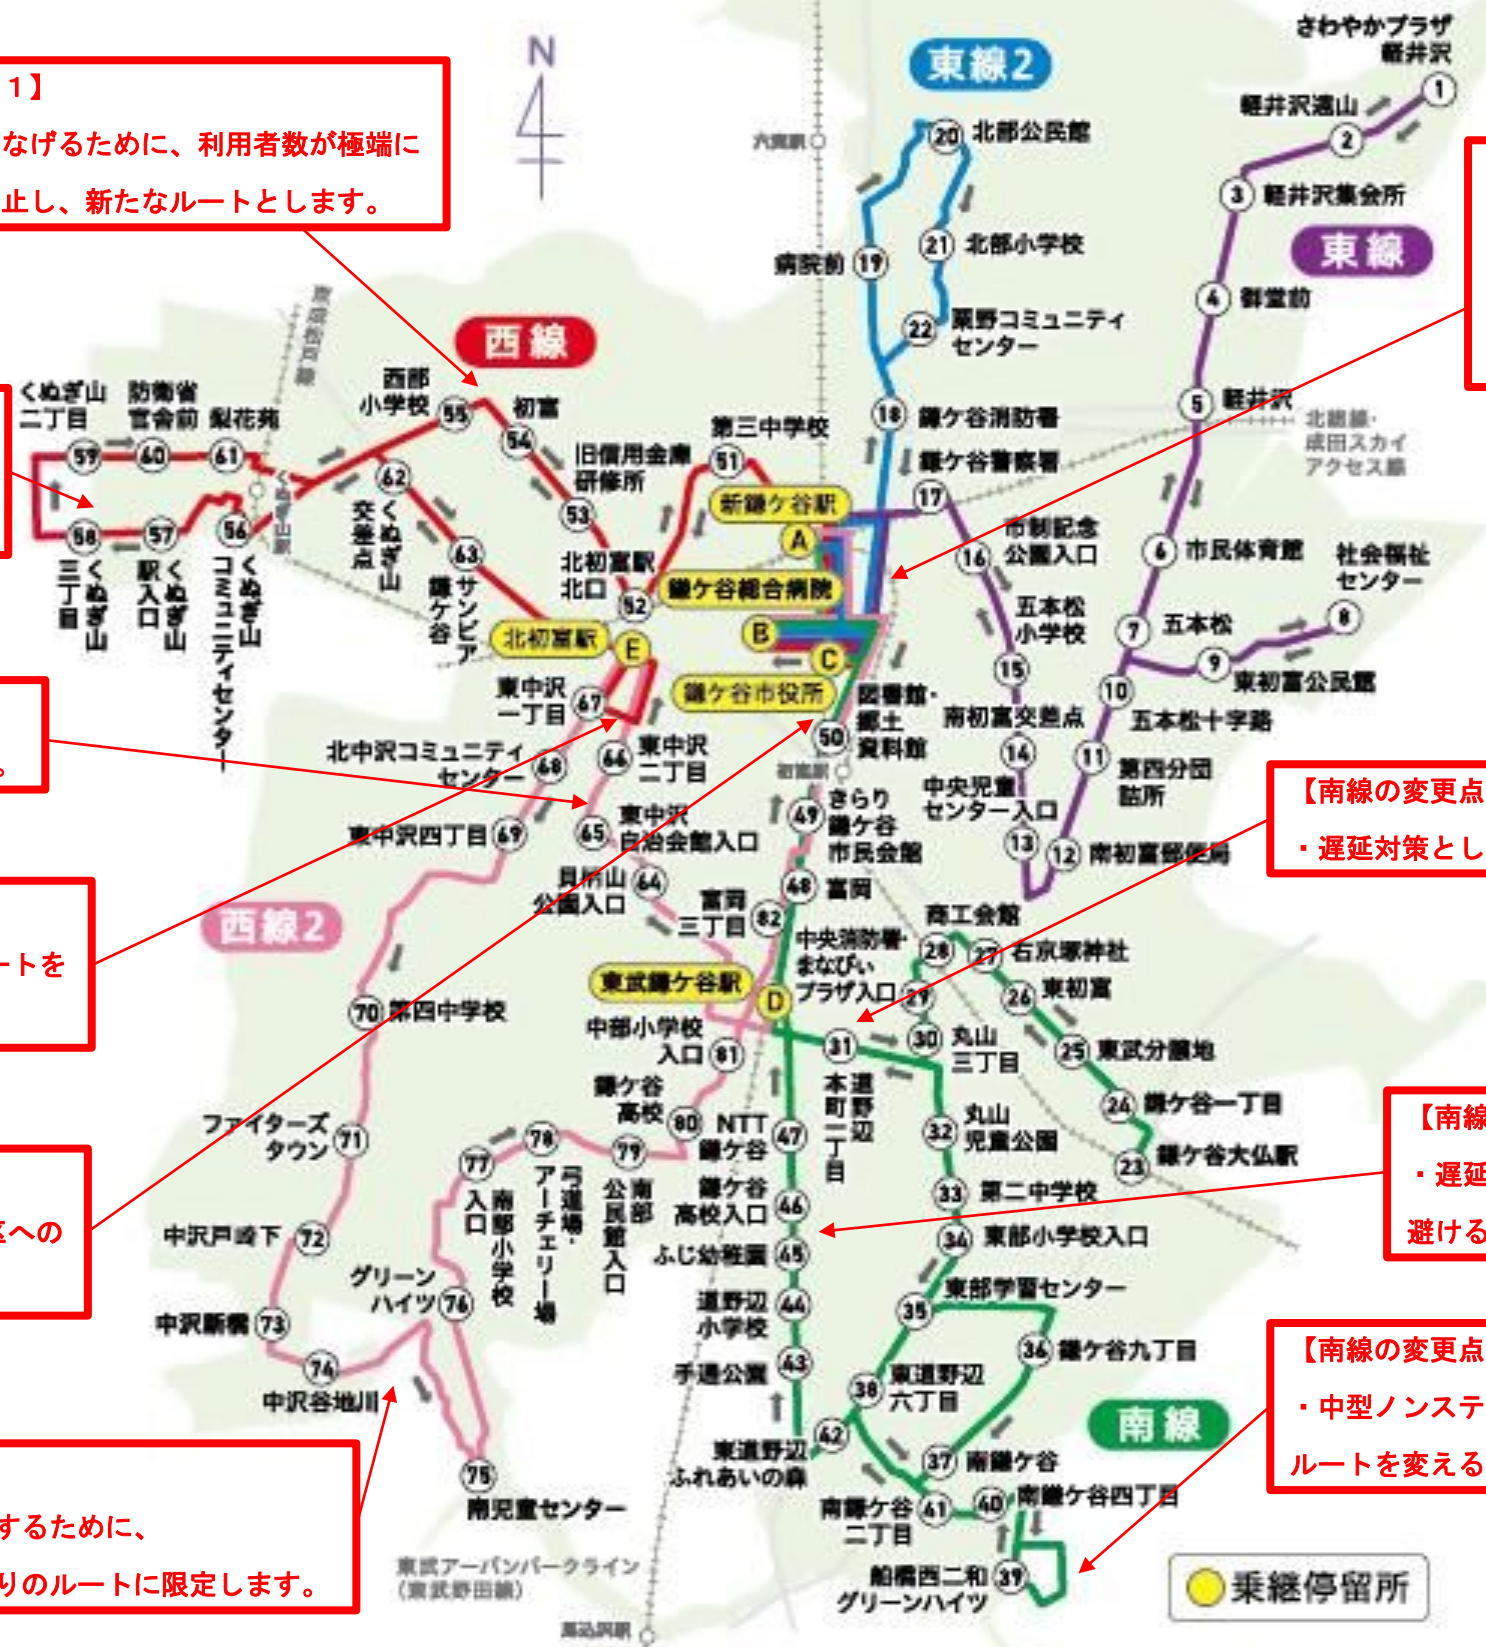 N
1】
なげるために、利用者数が極端に
止し、新たなルートとします。
東線2
さわやかプラザ
軽井沢
1
軽井沢遠山
2
3
軽井沢集会所
東線
4
御堂前
5
軽井沢
北総線・
成田スカイ
アクセス線
6
市民体育館
社会福祉
センター
8
7
五本松
9
東初富公民館
10
五本松十字路
11
第四分団
詰所
12
南初富郵便局
13
中央児童
センター入口
14
南初富交差点
15
五本松
小学校
16
市制記念
公園入口
17
鎌ケ谷警察署
18
鎌ケ谷消防署
19
病院前
20
北部公民館
21
北部小学校
22
粟野コミュニティ
センター
西線
西部
小学校
55
初富
54
旧信用金庫
研修所
53
第三中学校
51
北初富駅
北口
52
くぬぎ山
二丁目
59
防衛省
官舎前
60
梨花苑
61
58
くぬぎ山
三丁目
57
くぬぎ山
駅入口
56
くぬぎ山
コミュニティセンター
くぬぎ山駅
62
くぬぎ山
交差点
63
サンピア
鎌ケ谷
新鎌ケ谷駅
A
鎌ケ谷総合病院
B
C
鎌ケ谷市役所
北初富駅
E
図書館・
郷土
資料館
50
初富駅
東中沢
一丁目
67
東中沢
二丁目
66
北中沢コミュニティ
センター
68
東中沢
自治会館入口
65
東中沢四丁目
69
貝柄山
公園入口
64
きらり
鎌ケ谷
市民会館
49
48
富岡
富岡
三丁目
82
。
ートを
区への
西線2
東武鎌ケ谷駅
D
中央消防署・
まなびぃ
プラザ入口
29
商工会館
28
27
右京塚神社
26
東初富
25
東武分譲地
24
鎌ケ谷一丁目
23
鎌ケ谷大仏駅
30
丸山
三丁目
31
道野辺
本町二丁目
32
丸山
児童公園
33
第二中学校
34
東部小学校入口
35
東部学習センター
36
鎌ケ谷九丁目
37
南鎌ケ谷
38
東道野辺
六丁目
40
南鎌ケ谷四丁目
41
南鎌ケ谷
二丁目
39
船橋西二和
グリーンハイツ
42
東道野辺
ふれあいの森
43
手通公園
44
道野辺
小学校
45
ふじ幼稚園
46
鎌ケ谷
高校入口
47
NTT
鎌ケ谷
70
第四中学校
71
ファイターズ
タウン
72
中沢戸崎下
73
中沢新橋
74
中沢谷地川
75
南児童センター
76
グリーン
ハイツ
77
南部小学校
入口
78
弓道場・
アーチェリー場
79
南部
公民館入口
80
鎌ケ谷
高校
81
中部小学校
入口
南線
【南線の変更点
・遅延対策とし
【南線
・遅延
避ける
【南線の変更点
・中型ノンステ
ルートを変える
するために、
りのルートに限定します。
東武アーバンパークライン
（東武野田線）
馬込沢駅
乗継停留所